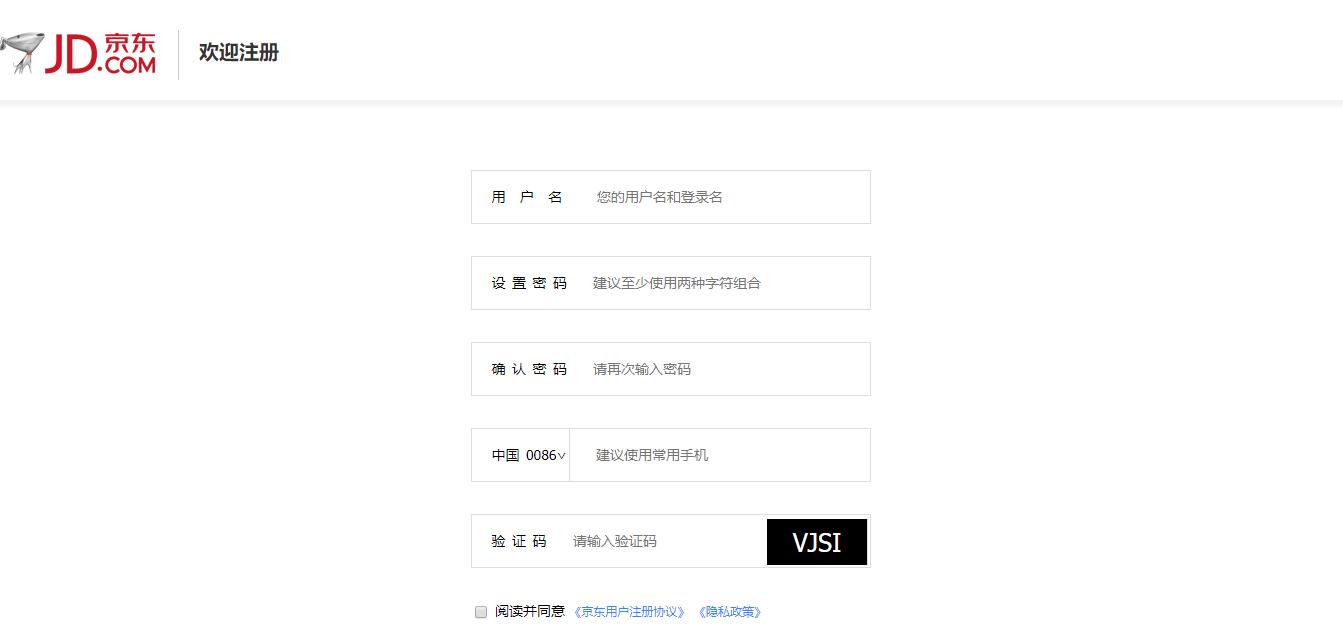 JD.COM 京东 欢迎注册
用 户 名 您的用户名和登录名
设 置 密 码 建议至少使用两种字符组合
确 认 密 码 请再次输入密码
中国 0086∨ 建议使用常用手机
验 证 码 请输入验证码 VJSI
阅读并同意 《京东用户注册协议》 《隐私政策》